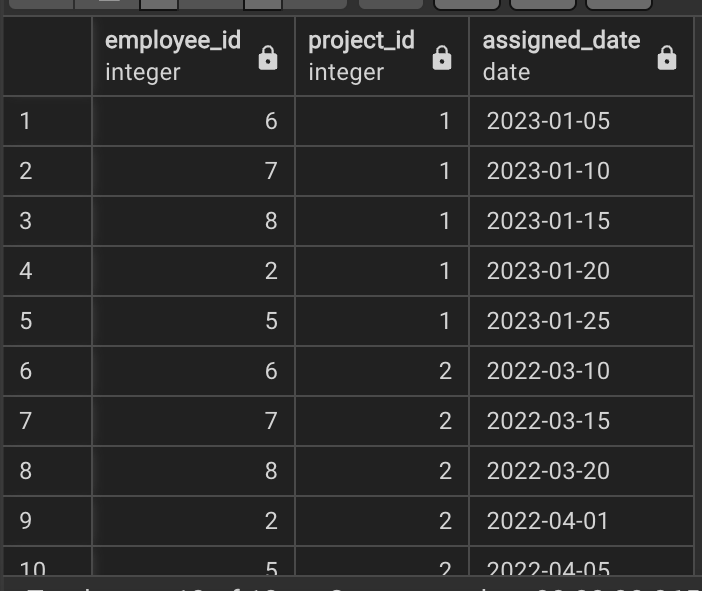 employee_id project_id assigned_date
integer integer date
1 6 1 2023-01-05
2 7 1 2023-01-10
3 8 1 2023-01-15
4 2 1 2023-01-20
5 5 1 2023-01-25
6 6 2 2022-03-10
7 7 2 2022-03-15
8 8 2 2022-03-20
9 2 2 2022-04-01
10 5 2 2022-04-05